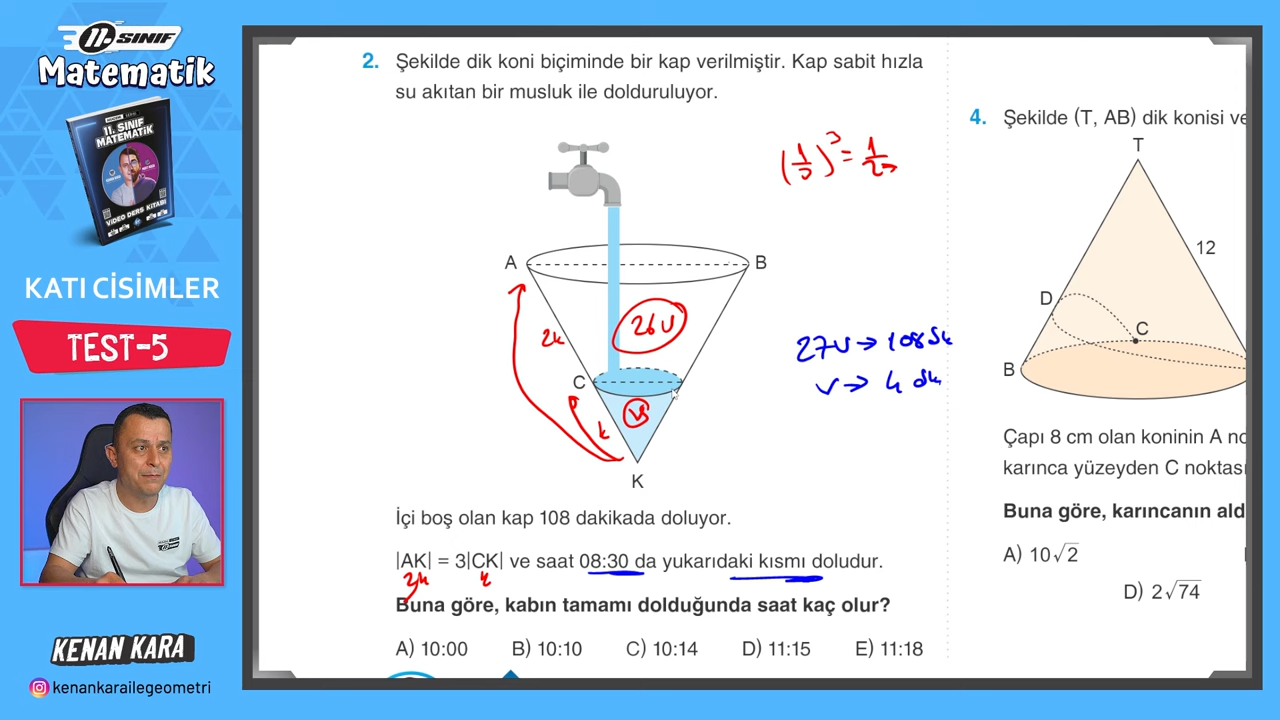 11. SINIF
Matematik
11. SINIF
MATEMATİK
VİDEO DERS KİTABI
KATI CİSİMLER
TEST-5
KENAN KARA
kenankarailegeometri
2. Şekilde dik koni biçiminde bir kap verilmiştir. Kap sabit hızla
su akıtan bir musluk ile dolduruluyor.
(1/3)³ = 1/27
A
B
2k
26V
C
V
k
K
27V → 108 dk
V → 4 dk
İçi boş olan kap 108 dakikada doluyor.
|AK| = 3|CK| ve saat 08:30 da yukarıdaki kısmı doludur.
3k
k
Buna göre, kabın tamamı dolduğunda saat kaç olur?
A) 10:00 B) 10:10 C) 10:14 D) 11:15 E) 11:18
4. Şekilde (T, AB) dik konisi ve
T
12
D
C
B
Çapı 8 cm olan koninin A no
karınca yüzeyden C noktası
Buna göre, karıncanın ald
A) 10√2
D) 2√74